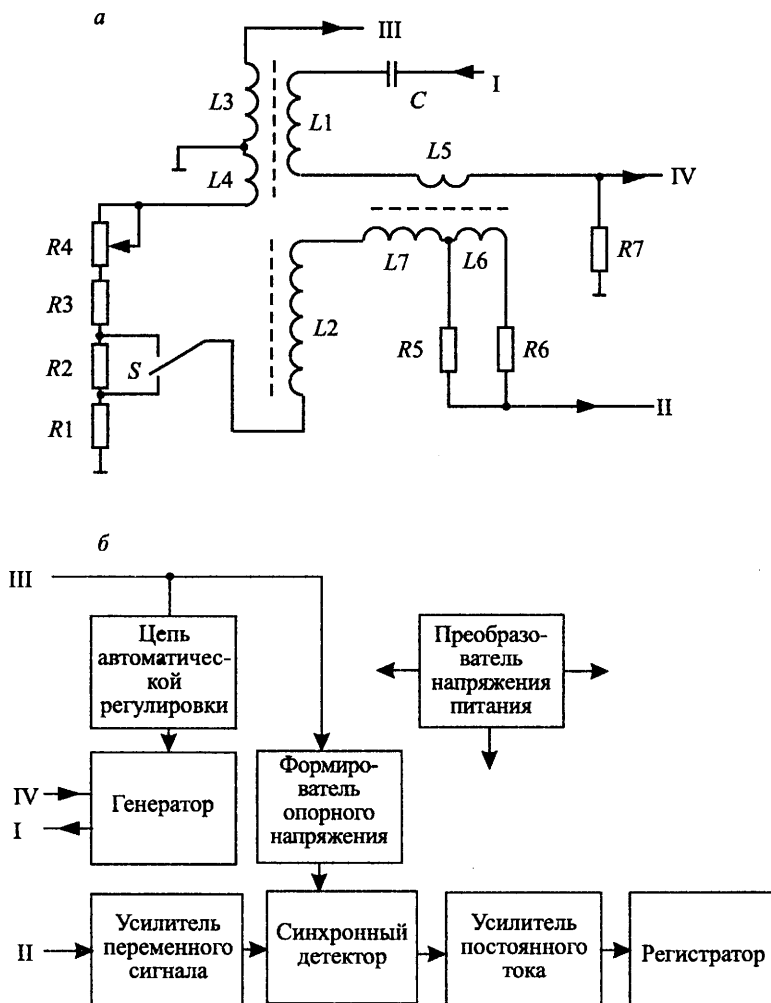 а
III
L3
L1
C
I
L5
L4
IV
R4
L7
L6
R7
R3
L2
R2
S
R5
R6
R1
II
б
III
Цепь
автоматичес-
кой
регулировки
Преобразо-
ватель
напряжения
питания
IV
I
Генератор
Формиро-
ватель
опорного
напряжения
II
Усилитель
переменного
сигнала
Синхронный
детектор
Усилитель
постоянного
тока
Регистратор